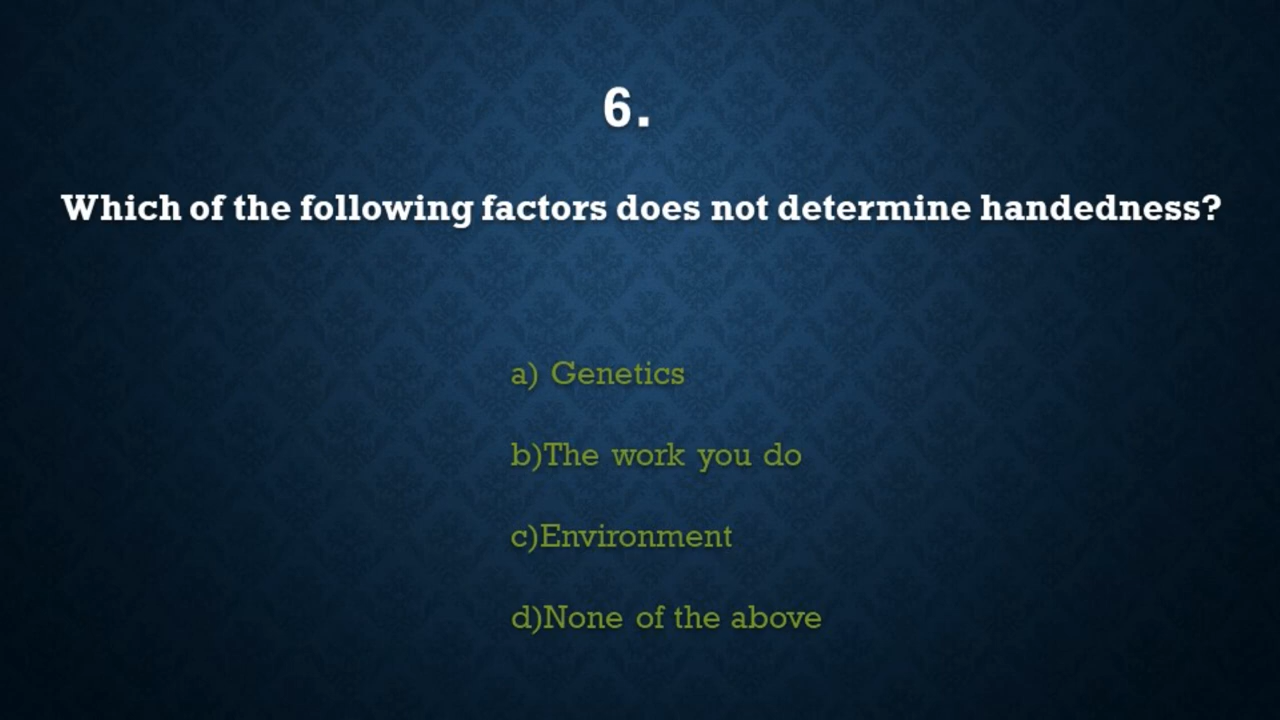 6.
Which of the following factors does not determine handedness?
a) Genetics
b)The work you do
c)Environment
d)None of the above